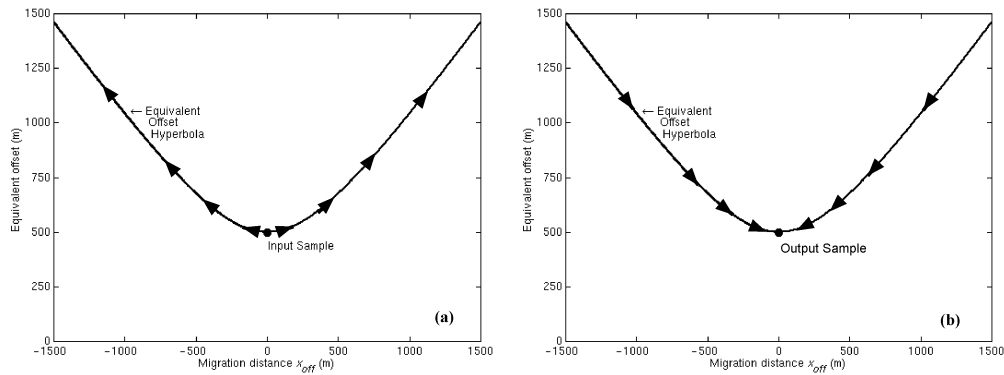 1500
1250
1000
750
500
250
0
Equivalent offset (m)
← Equivalent
Offset
Hyperbola
Input Sample
(a)
−1500 −1000 −500 0 500 1000 1500
Migration distance x_off (m)
1500
1250
1000
750
500
250
0
Equivalent offset (m)
← Equivalent
Offset
Hyperbola
Output Sample
(b)
−1500 −1000 −500 0 500 1000 1500
Migration distance x_off (m)